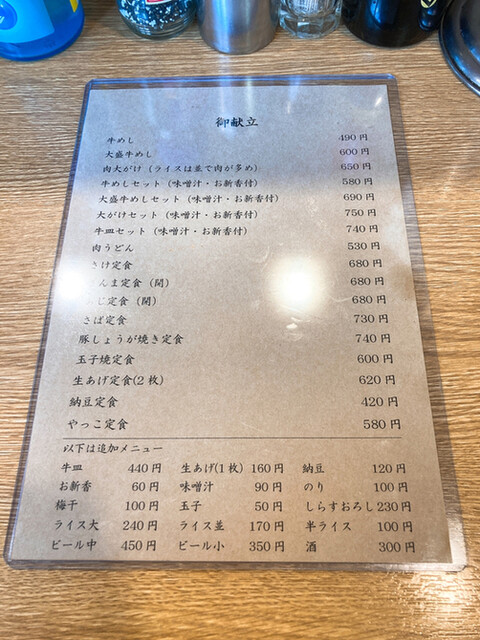 御献立
牛めし 490円
大盛牛めし 600円
肉大がけ (ライスは並で肉が多め) 650円
牛めしセット (味噌汁・お新香付) 580円
大盛牛めしセット (味噌汁・お新香付) 690円
大がけセット (味噌汁・お新香付) 750円
牛皿セット (味噌汁・お新香付) 740円
肉うどん 530円
さけ定食 680円
んま定食 (開) 680円
定食 (開) 680円
さば定食 730円
豚しょうが焼き定食 740円
玉子焼定食 600円
生あげ定食(2枚) 620円
納豆定食 420円
やっこ定食 580円
以下は追加メニュー
牛皿 440円 生あげ(1枚) 160円 納豆 120円
お新香 60円 味噌汁 90円 のり 100円
梅干 100円 玉子 50円 しらすおろし 230円
ライス大 240円 ライス並 170円 半ライス 100円
ビール中 450円 ビール小 350円 酒 300円